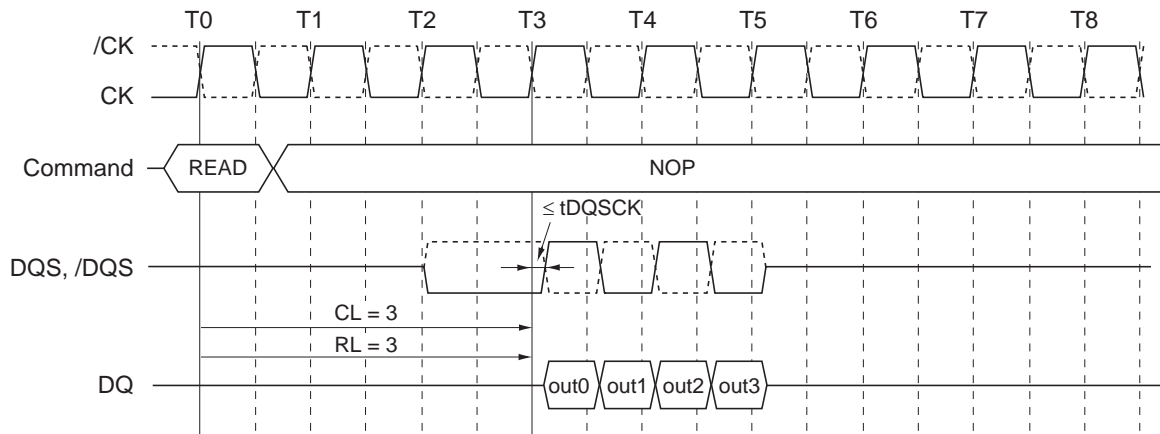 T0 T1 T2 T3 T4 T5 T6 T7 T8
/CK
CK
Command READ NOP
≤ tDQSCK
DQS, /DQS
CL = 3
RL = 3
DQ out0 out1 out2 out3